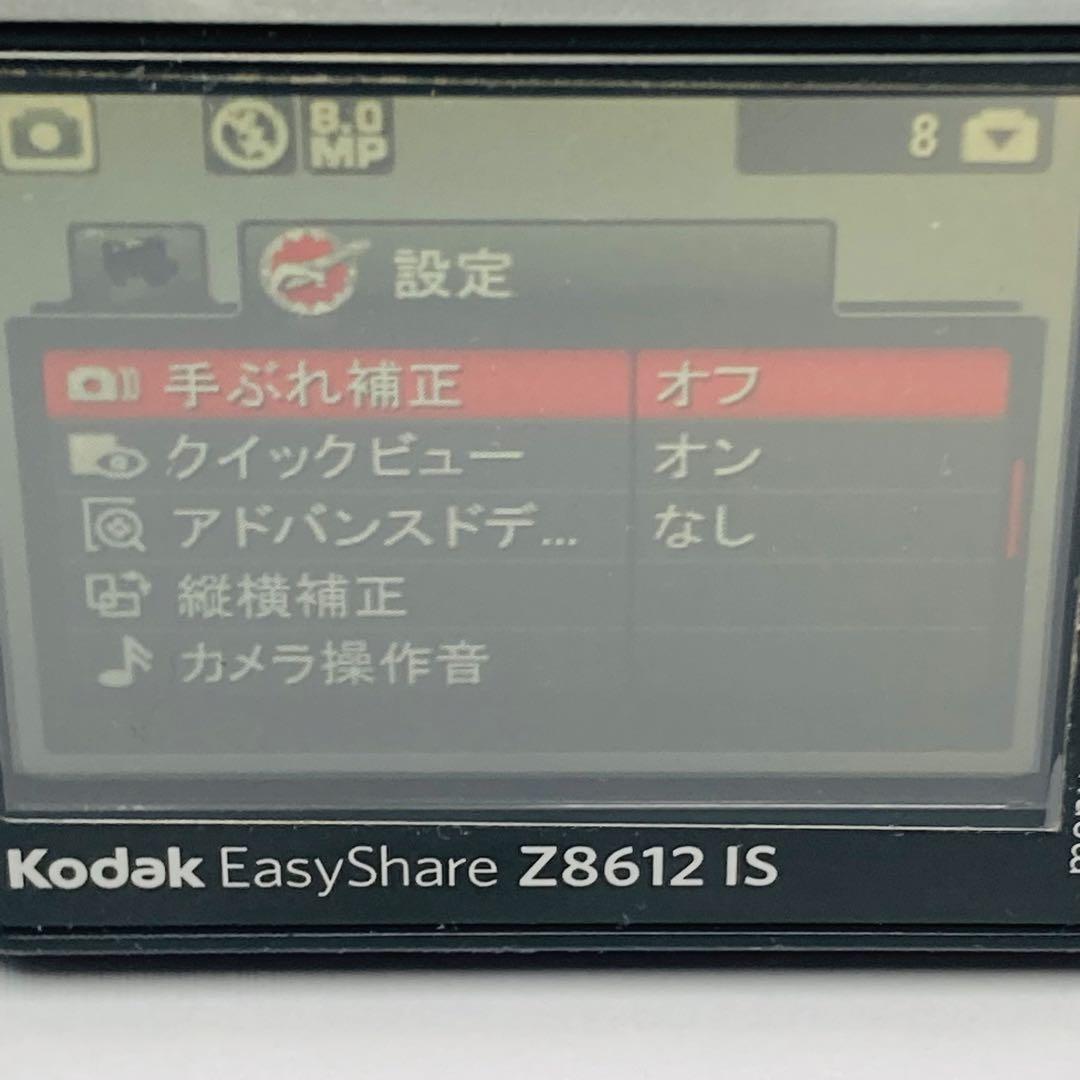 8.0
MP
8
設定
手ぶれ補正 オフ
クイックビュー オン
アドバンスドデ... なし
縦横補正
カメラ操作音
Kodak EasyShare Z8612 IS